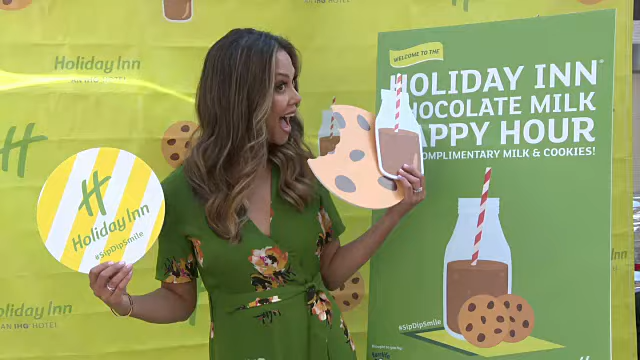 Holiday Inn
AN IHG HOTEL
H
H
Holiday Inn
#SipDipSmile
Holiday Inn
AN IHG HOTEL
WELCOME TO THE
HOLIDAY INN®
CHOCOLATE MILK
HAPPY HOUR
COMPLIMENTARY MILK & COOKIES!
#SipDipSmile